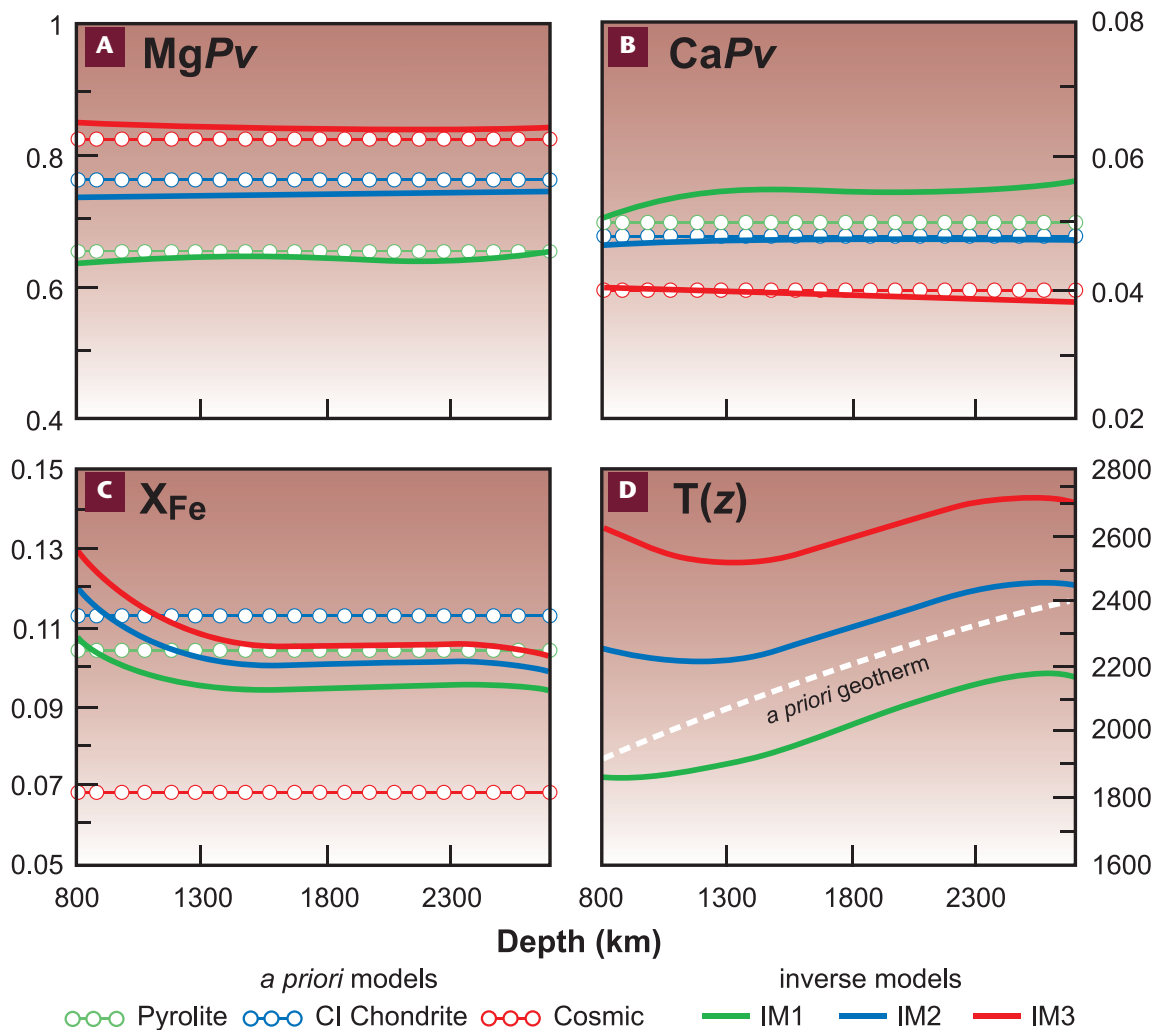 A MgPv
1
0.8
0.6
0.4
B CaPv
0.08
0.06
0.04
0.02
C XFe
0.15
0.13
0.11
0.09
0.07
0.05
800 1300 1800 2300
D T(z)
a priori geotherm
2800
2600
2400
2200
2000
1800
1600
800 1300 1800 2300
Depth (km)
a priori models inverse models
Pyrolite CI Chondrite Cosmic IM1 IM2 IM3